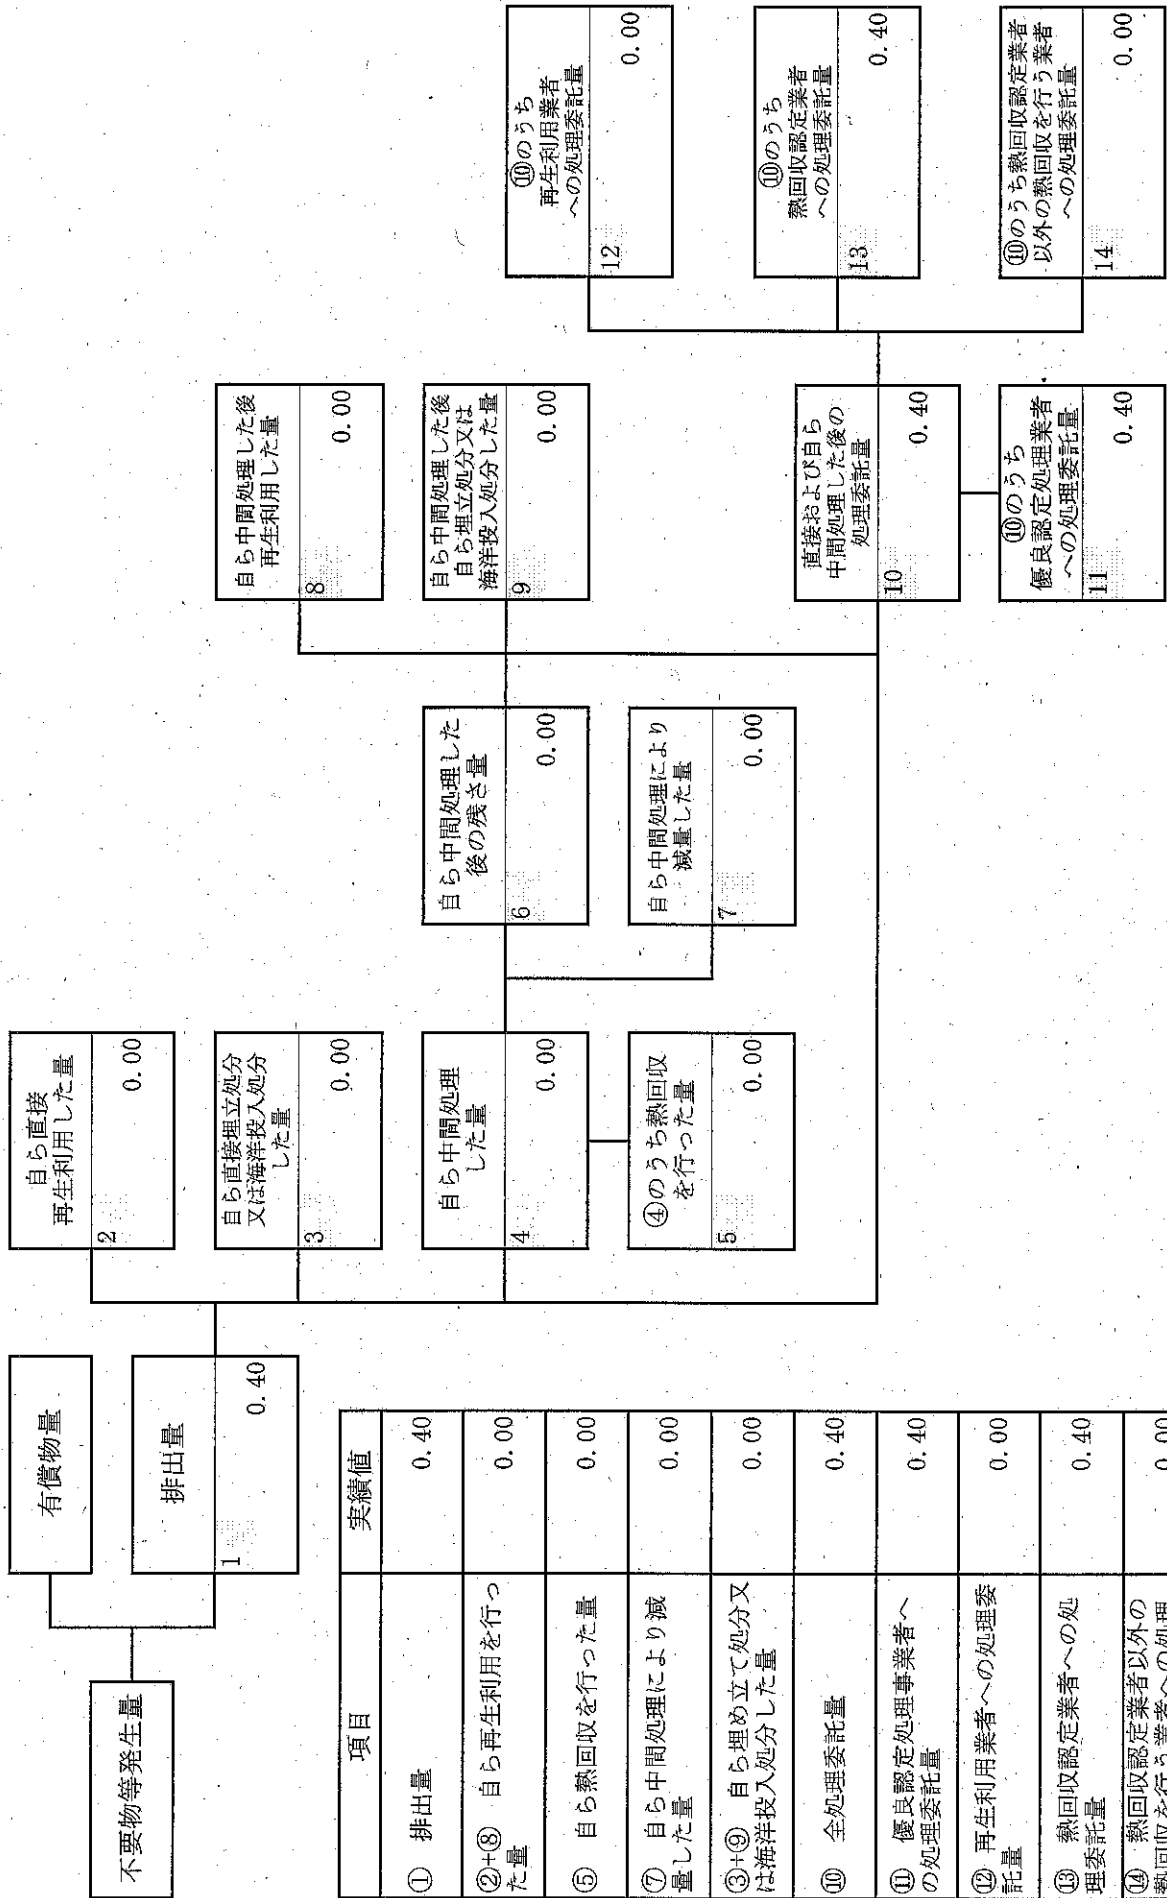 不要物等発生量
有償物量
排出量
1
0.40
自ら直接
再生利用した量
2
0.00
自ら直接埋立処分
又は海洋投入処分
した量
3
0.00
自ら中間処理
した量
4
0.00
④のうち熱回収
を行った量
5
0.00
自ら中間処理した
後の残さ量
6
0.00
自ら中間処理により
減量した量
7
0.00
自ら中間処理した後
再生利用した量
8
0.00
自ら中間処理した後
自ら埋立処分又は
海洋投入処分した量
9
0.00
直接および自ら
中間処理した後の
処理委託量
10
0.40
⑩のうち
優良認定処理業者
への処理委託量
11
0.40
⑩のうち
再生利用業者
への処理委託量
12
0.00
⑩のうち
熱回収認定業者
への処理委託量
13
0.40
⑩のうち熱回収認定業者
以外の熱回収を行う業者
への処理委託量
14
0.00
項目 実績値
① 排出量 0.40
②+⑧ 自ら再生利用を行っ
た量 0.00
⑤ 自ら熱回収を行った量 0.00
⑦ 自ら中間処理により減
量した量 0.00
③+⑨ 自ら埋め立て処分又
は海洋投入処分した量 0.00
⑩ 全処理委託量 0.40
⑪ 優良認定処理事業者へ
の処理委託量 0.40
⑫ 再生利用業者への処理委
託量 0.00
⑬ 熱回収認定業者への処
理委託量 0.40
⑭ 熱回収認定業者以外の
熱回収を行う業者への処理 0.00